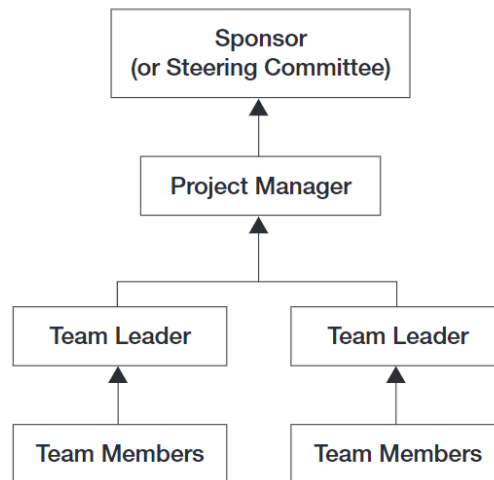 Sponsor
(or Steering Committee)
Project Manager
Team Leader
Team Leader
Team Members
Team Members